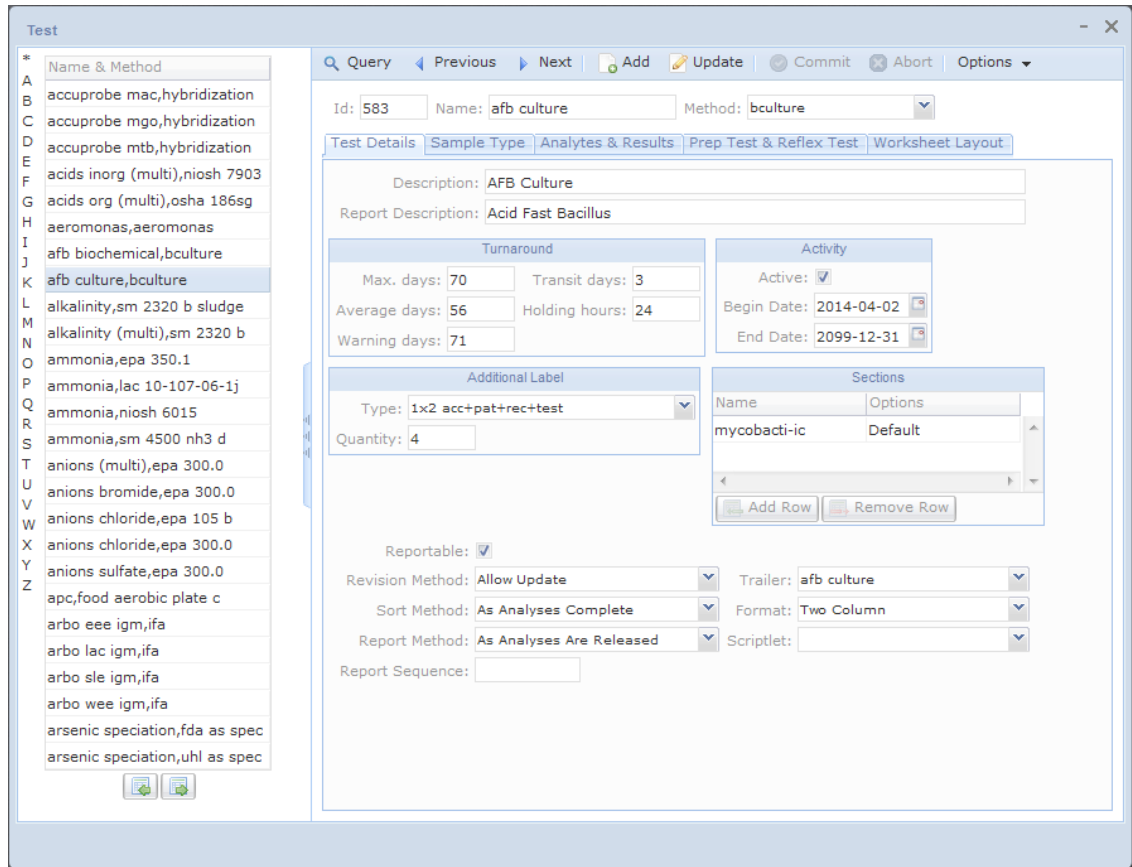 Test
*
A
B
C
D
E
F
G
H
I
J
K
L
M
N
O
P
Q
R
S
T
U
V
W
X
Y
Z
Name & Method
accuprobe mac,hybridization
accuprobe mgo,hybridization
accuprobe mtb,hybridization
acids inorg (multi),niosh 7903
acids org (multi),osha 186sg
aeromonas,aeromonas
afb biochemical,bculture
afb culture,bculture
alkalinity,sm 2320 b sludge
alkalinity (multi),sm 2320 b
ammonia,epa 350.1
ammonia,lac 10-107-06-1j
ammonia,niosh 6015
ammonia,sm 4500 nh3 d
anions (multi),epa 300.0
anions bromide,epa 300.0
anions chloride,epa 105 b
anions chloride,epa 300.0
anions sulfate,epa 300.0
apc,food aerobic plate c
arbo eee igm,ifa
arbo lac igm,ifa
arbo sle igm,ifa
arbo wee igm,ifa
arsenic speciation,fda as spec
arsenic speciation,uhl as spec
Query Previous Next Add Update Commit Abort Options
Id: 583 Name: afb culture Method: bculture
Test Details Sample Type Analytes & Results Prep Test & Reflex Test Worksheet Layout
Description: AFB Culture
Report Description: Acid Fast Bacillus
Turnaround
Max. days: 70 Transit days: 3
Average days: 56 Holding hours: 24
Warning days: 71
Activity
Active:
Begin Date: 2014-04-02
End Date: 2099-12-31
Additional Label
Type: 1x2 acc+pat+rec+test
Quantity: 4
Sections
Name Options
mycobacti-ic Default
Add Row Remove Row
Reportable:
Revision Method: Allow Update Trailer: afb culture
Sort Method: As Analyses Complete Format: Two Column
Report Method: As Analyses Are Released Scriptlet:
Report Sequence: